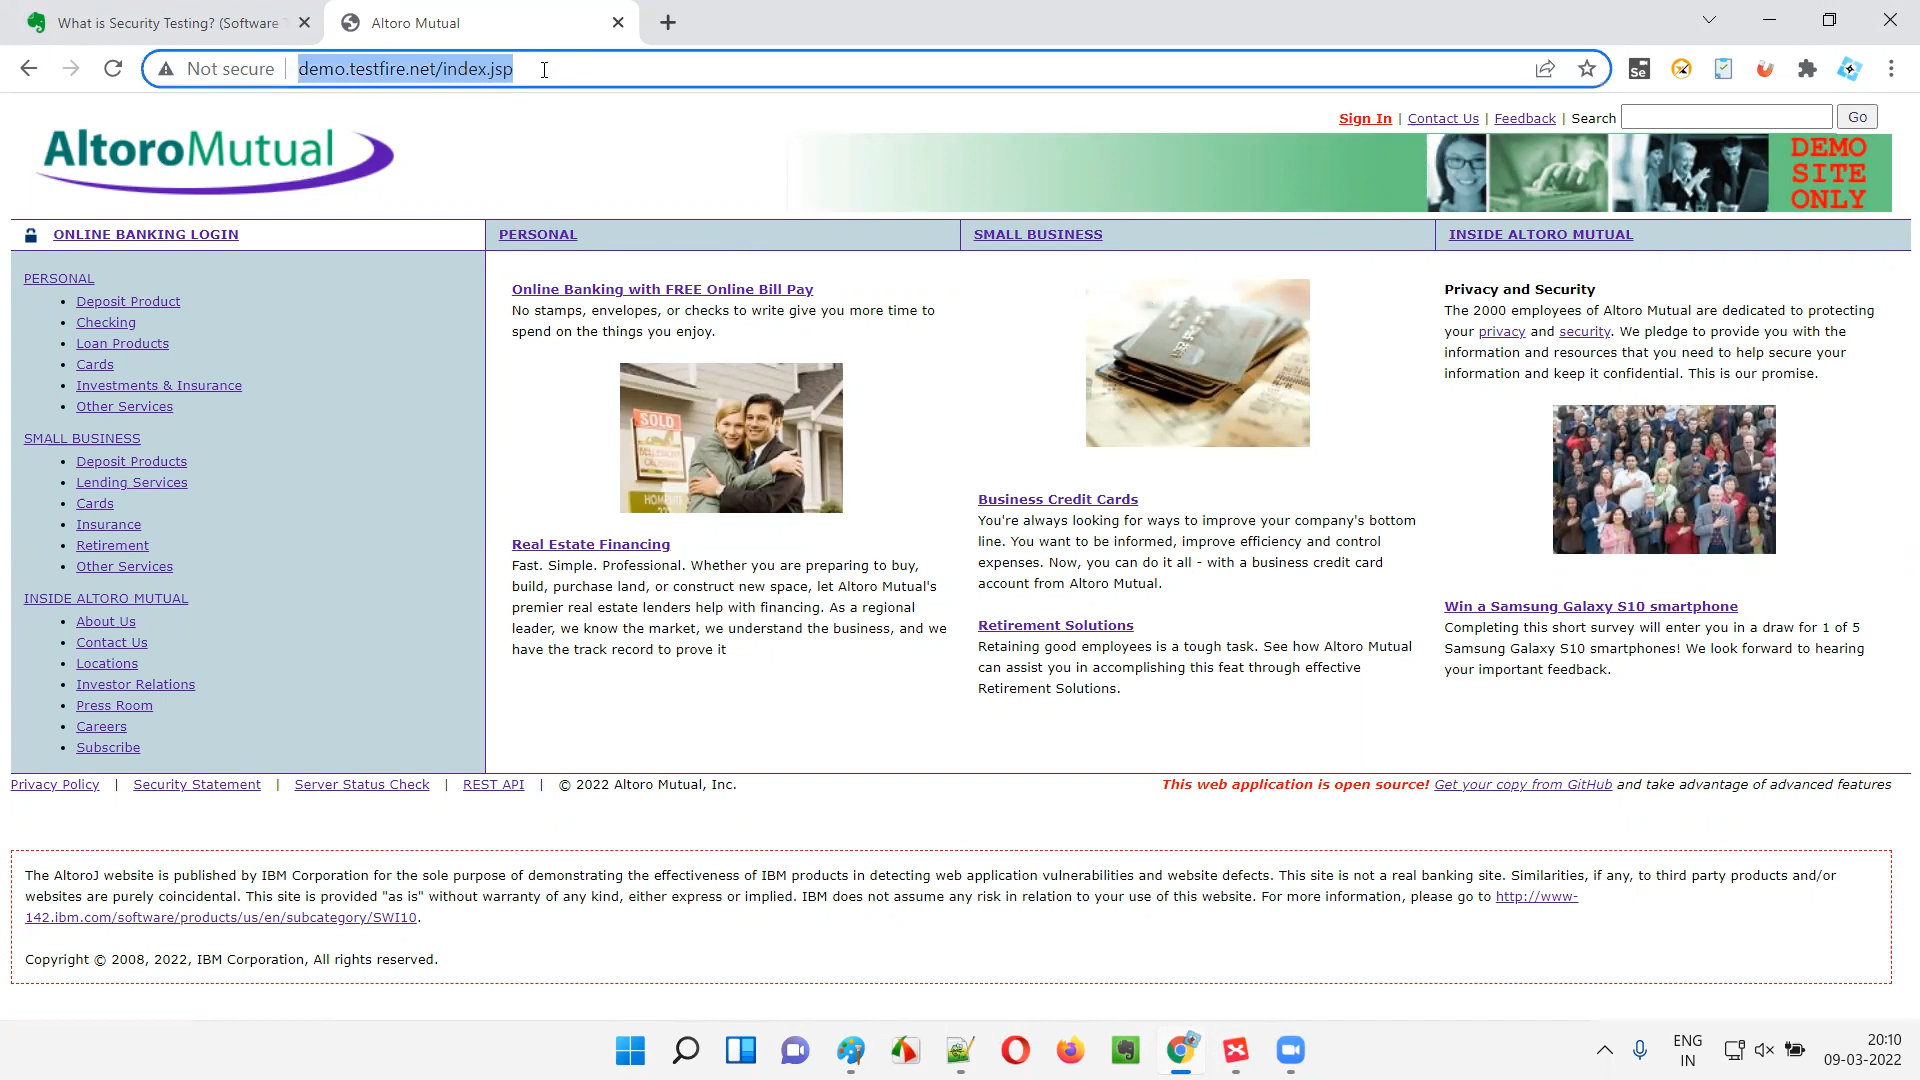 What is Security Testing? (Software
Altoro Mutual
Not secure
demo.testfire.net/index.jsp
Se
Sign In | Contact Us | Feedback | Search
Go
AltoroMutual
DEMO
SITE
ONLY
ONLINE BANKING LOGIN
PERSONAL
SMALL BUSINESS
INSIDE ALTORO MUTUAL
PERSONAL
Deposit Product
Checking
Loan Products
Cards
Investments & Insurance
Other Services
SMALL BUSINESS
Deposit Products
Lending Services
Cards
Insurance
Retirement
Other Services
INSIDE ALTORO MUTUAL
About Us
Contact Us
Locations
Investor Relations
Press Room
Careers
Subscribe
Online Banking with FREE Online Bill Pay
No stamps, envelopes, or checks to write give you more time to
spend on the things you enjoy.
SOLD
Real Estate Financing
Fast. Simple. Professional. Whether you are preparing to buy,
build, purchase land, or construct new space, let Altoro Mutual's
premier real estate lenders help with financing. As a regional
leader, we know the market, we understand the business, and we
have the track record to prove it
Business Credit Cards
You're always looking for ways to improve your company's bottom
line. You want to be informed, improve efficiency and control
expenses. Now, you can do it all - with a business credit card
account from Altoro Mutual.
Retirement Solutions
Retaining good employees is a tough task. See how Altoro Mutual
can assist you in accomplishing this feat through effective
Retirement Solutions.
Privacy and Security
The 2000 employees of Altoro Mutual are dedicated to protecting
your privacy and security. We pledge to provide you with the
information and resources that you need to help secure your
information and keep it confidential. This is our promise.
Win a Samsung Galaxy S10 smartphone
Completing this short survey will enter you in a draw for 1 of 5
Samsung Galaxy S10 smartphones! We look forward to hearing
your important feedback.
Privacy Policy | Security Statement | Server Status Check | REST API | © 2022 Altoro Mutual, Inc.
This web application is open source! Get your copy from GitHub and take advantage of advanced features
The AltoroJ website is published by IBM Corporation for the sole purpose of demonstrating the effectiveness of IBM products in detecting web application vulnerabilities and website defects. This site is not a real banking site. Similarities, if any, to third party products and/or
websites are purely coincidental. This site is provided "as is" without warranty of any kind, either express or implied. IBM does not assume any risk in relation to your use of this website. For more information, please go to http://www-
142.ibm.com/software/products/us/en/subcategory/SWI10.
Copyright © 2008, 2022, IBM Corporation, All rights reserved.
ENG
IN
20:10
09-03-2022